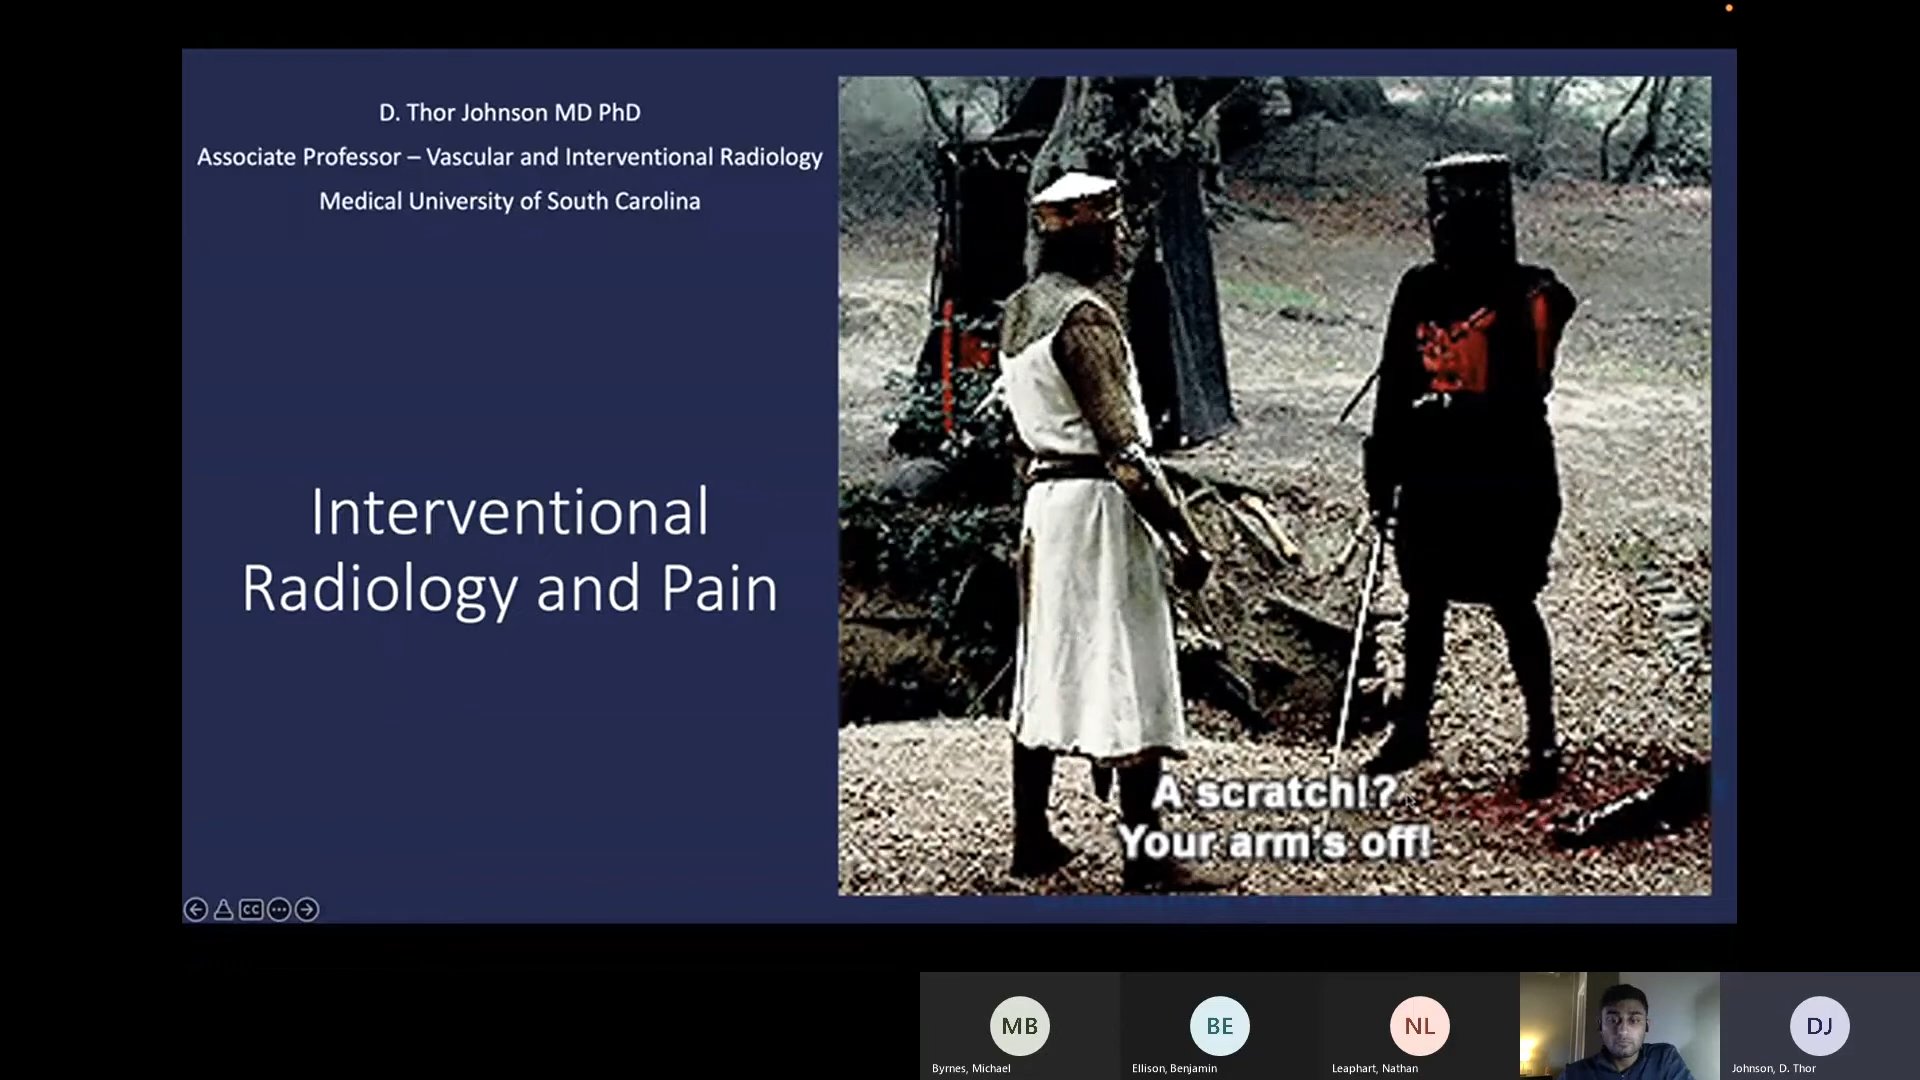 D. Thor Johnson MD PhD
Associate Professor – Vascular and Interventional Radiology
Medical University of South Carolina
Interventional
Radiology and Pain
A scratch!?
Your arm's off!
CC
MB
BE
NL
DJ
Byrnes, Michael
Ellison, Benjamin
Leaphart, Nathan
Johnson, D. Thor